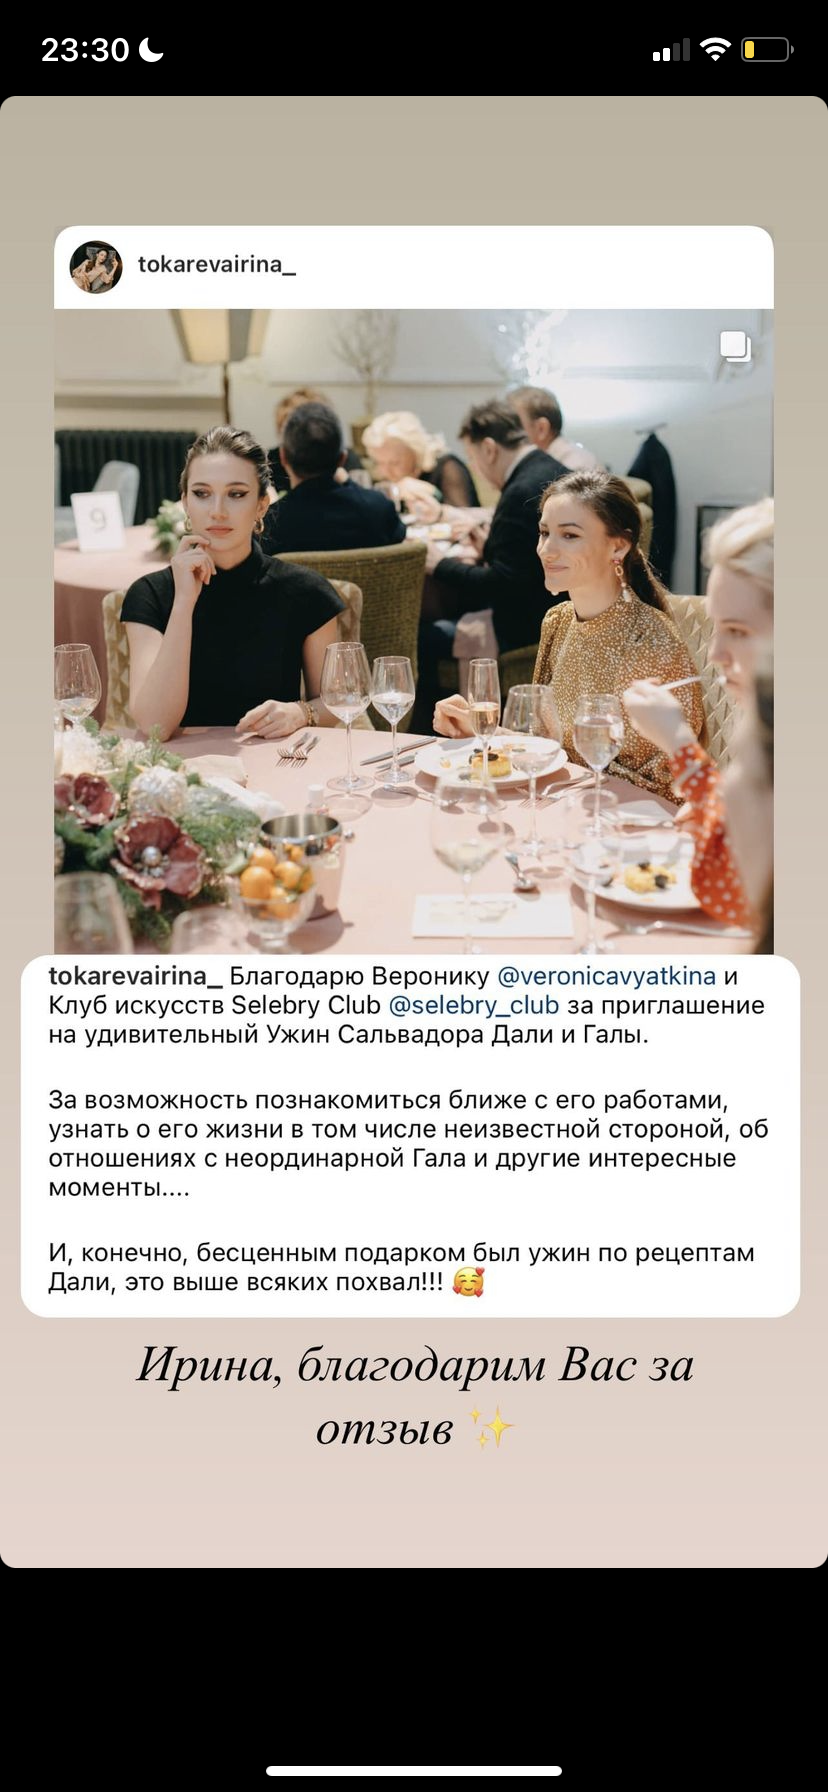 23:30
tokarevairina_
9
tokarevairina_ Благодарю Веронику @veronicavyatkina и
Клуб искусств Selebry Club @selebry_club за приглашение
на удивительный Ужин Сальвадора Дали и Галы.
За возможность познакомиться ближе с его работами,
узнать о его жизни в том числе неизвестной стороной, об
отношениях с неординарной Гала и другие интересные
моменты....
И, конечно, бесценным подарком был ужин по рецептам
Дали, это выше всяких похвал!!! 🥰
Ирина, благодарим Вас за
отзыв ✨